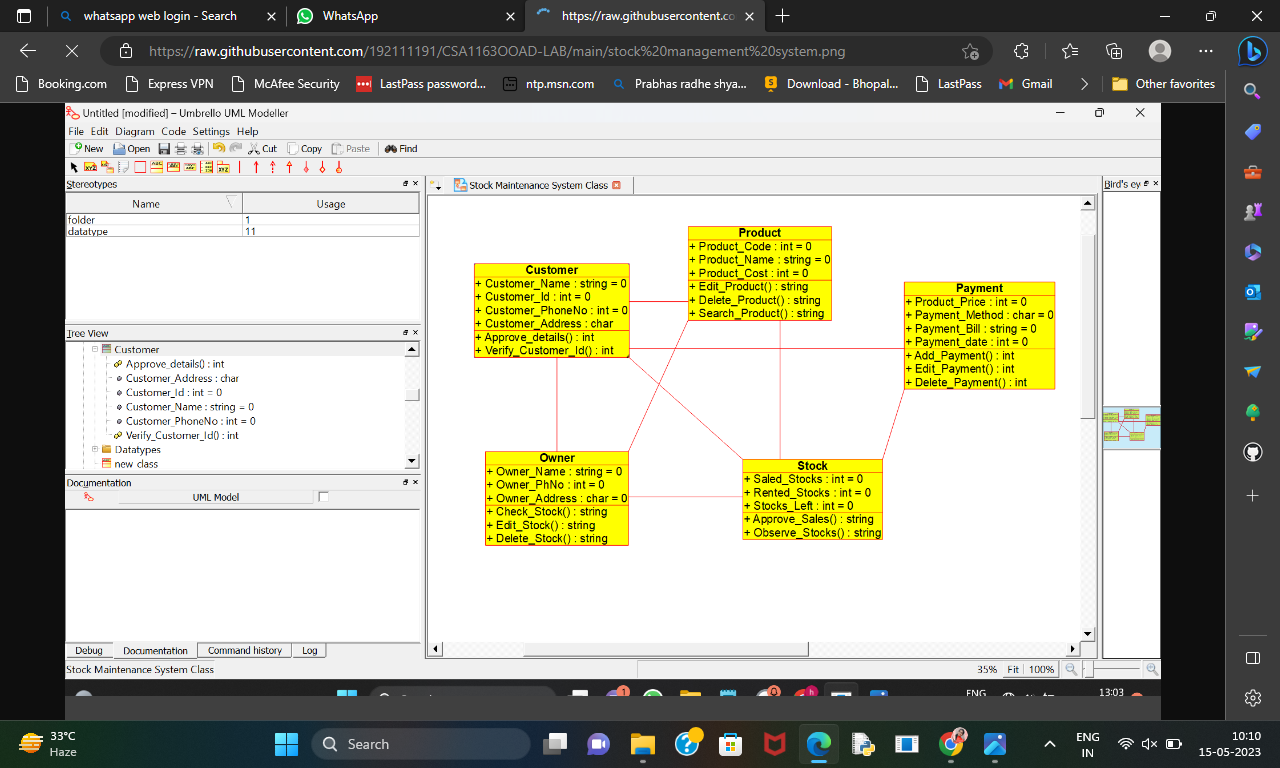 whatsapp web login - Search
WhatsApp
https://raw.githubusercontent.co
https://raw.githubusercontent.com/192111191/CSA1163OOAD-LAB/main/stock%20management%20system.png
Booking.com
Express VPN
McAfee Security
LastPass password...
ntp.msn.com
Prabhas radhe shya...
Download - Bhopal...
LastPass
Gmail
Other favorites
Untitled [modified] – Umbrello UML Modeller
File Edit Diagram Code Settings Help
New Open Cut Copy Paste Find
Stereotypes
Name Usage
folder 1
datatype 11
Tree View
Customer
Approve_details() : int
Customer_Address : char
Customer_Id : int = 0
Customer_Name : string = 0
Customer_PhoneNo : int = 0
Verify_Customer_Id() : int
Datatypes
new class
Documentation
UML Model
Debug Documentation Command history Log
Stock Maintenance System Class
Stock Maintenance System Class
Bird's ey
Customer
+ Customer_Name : string = 0
+ Customer_Id : int = 0
+ Customer_PhoneNo : int = 0
+ Customer_Address : char
+ Approve_details() : int
+ Verify_Customer_Id() : int
Product
+ Product_Code : int = 0
+ Product_Name : string = 0
+ Product_Cost : int = 0
+ Edit_Product() : string
+ Delete_Product() : string
+ Search_Product() : string
Payment
+ Product_Price : int = 0
+ Payment_Method : char = 0
+ Payment_Bill : string = 0
+ Payment_date : int = 0
+ Add_Payment() : int
+ Edit_Payment() : int
+ Delete_Payment() : int
Owner
+ Owner_Name : string = 0
+ Owner_PhNo : int = 0
+ Owner_Address : char = 0
+ Check_Stock() : string
+ Edit_Stock() : string
+ Delete_Stock() : string
Stock
+ Saled_Stocks : int = 0
+ Rented_Stocks : int = 0
+ Stocks_Left : int = 0
+ Approve_Sales() : string
+ Observe_Stocks() : string
35% Fit 100%
ENG 13:03
33°C
Haze
Search
ENG
IN
10:10
15-05-2023